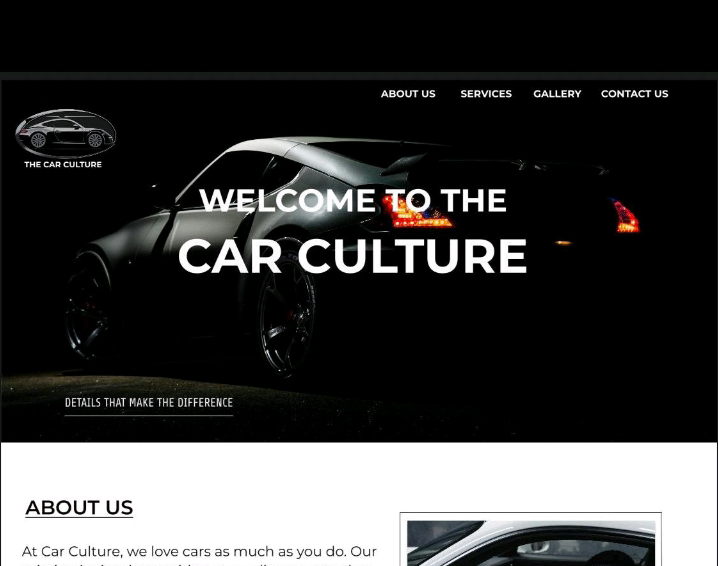 ABOUT US SERVICES GALLERY CONTACT US
THE CAR CULTURE
WELCOME TO THE
CAR CULTURE
DETAILS THAT MAKE THE DIFFERENCE
ABOUT US
At Car Culture, we love cars as much as you do. Our